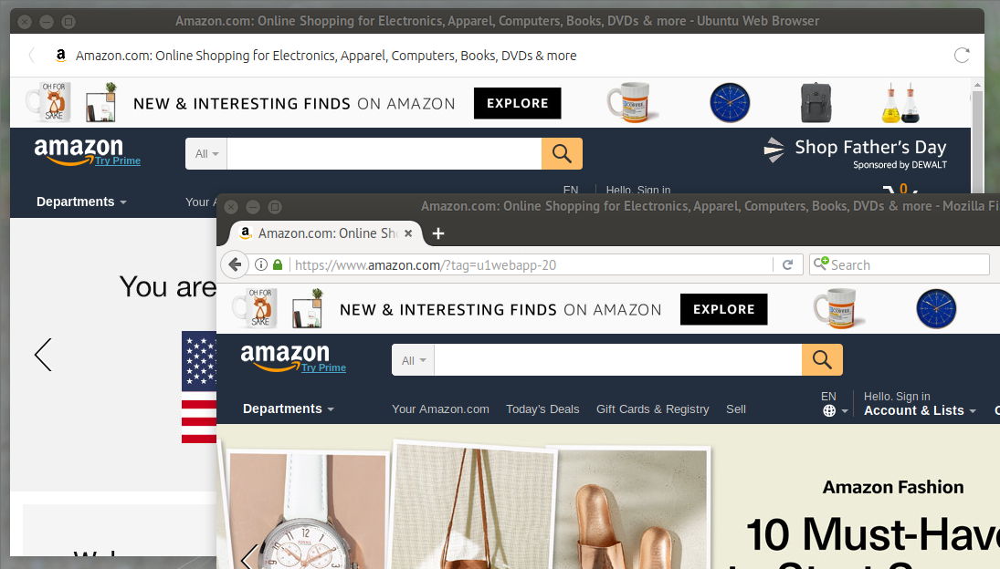 Amazon.com: Online Shopping for Electronics, Apparel, Computers, Books, DVDs & more - Ubuntu Web Browser
a Amazon.com: Online Shopping for Electronics, Apparel, Computers, Books, DVDs & more
OH FOR
SAKE
NEW & INTERESTING FINDS ON AMAZON
EXPLORE
COFFEE
amazon
Try Prime
All
Shop Father's Day
Sponsored by DEWALT
Departments
Your A
EN
Hello. Sign in
0
You are
Amazon.com: Online Shopping for Electronics, Apparel, Computers, Books, DVDs & more - Mozilla Fi
a Amazon.com: Online Sh
https://www.amazon.com/?tag=u1webapp-20
Search
OH FOR
SAKE
NEW & INTERESTING FINDS ON AMAZON
EXPLORE
COFFEE
amazon
Try Prime
All
Departments
Your Amazon.com
Today's Deals
Gift Cards & Registry
Sell
EN
Hello. Sign in
Account & Lists
Amazon Fashion
10 Must-Have